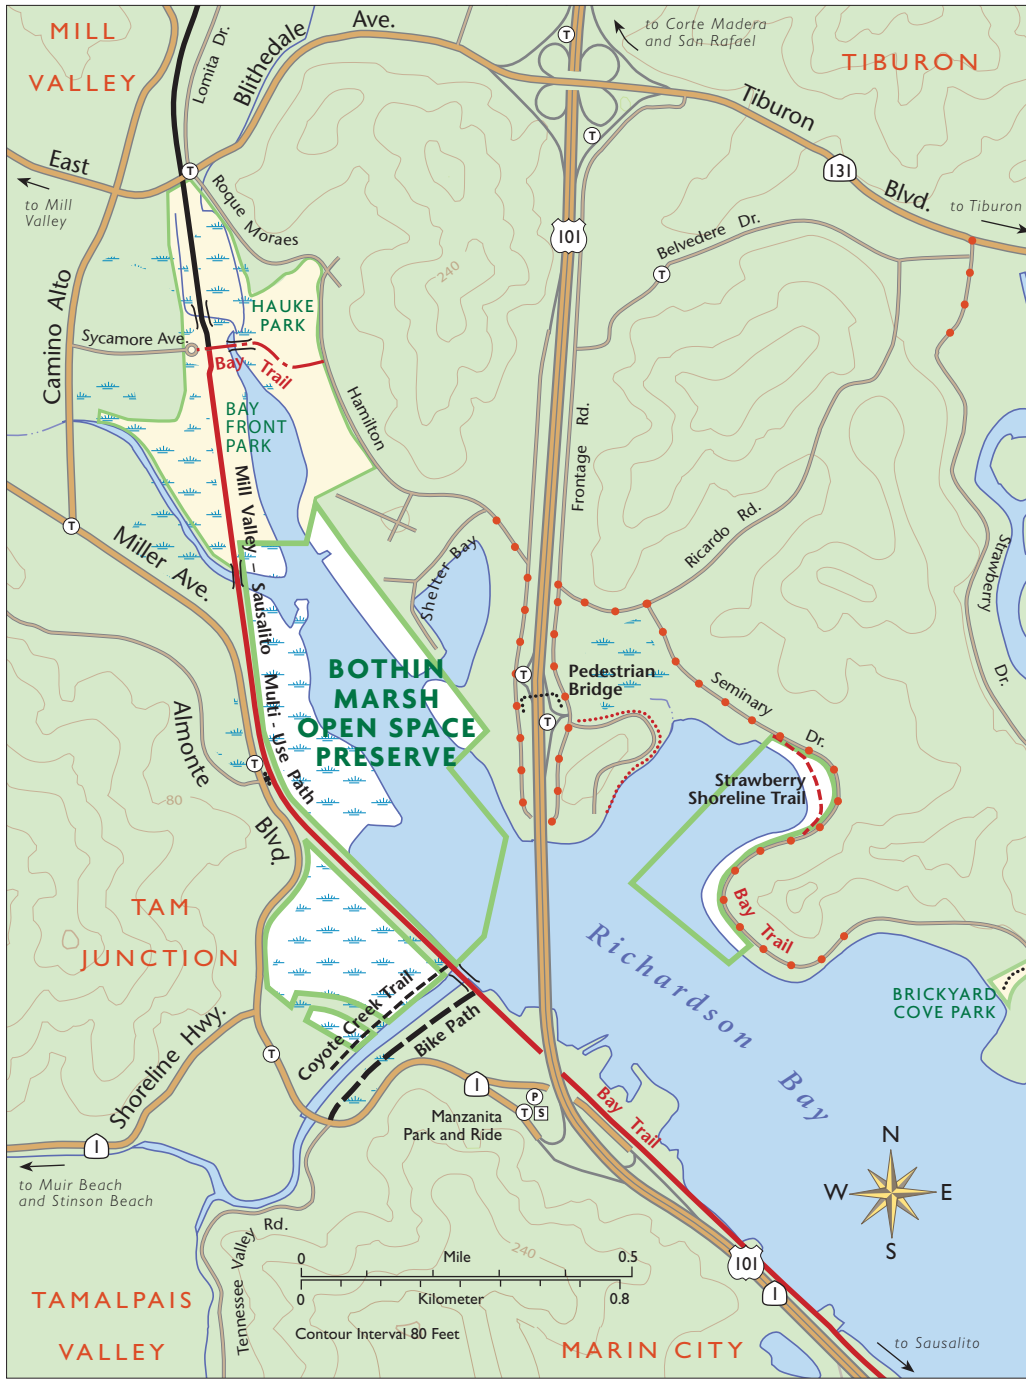 MILL
VALLEY
Lomita Dr.
Blithedale
Ave.
to Corte Madera
and San Rafael
TIBURON
Tiburon
131
Blvd.
to Tiburon
East
to Mill
Valley
T
T
T
Roque Moraes
101
Belvedere Dr.
T
240
HAUKE
PARK
Camino Alto
Sycamore Ave.
Bay
Trail
BAY
FRONT
PARK
Hamilton
Frontage Rd.
Mill Valley – Sausalito Multi-Use Path
T
Miller Ave.
Ricardo Rd.
Strawberry
Dr.
Shelter Bay
BOTHIN
MARSH
OPEN SPACE
PRESERVE
T
Pedestrian
Bridge
T
Seminary
Dr.
Almonte
Blvd.
T
80
Strawberry
Shoreline Trail
Bay Trail
TAM
JUNCTION
Richardson
Bay
BRICKYARD
COVE PARK
Coyote Creek Trail
Bike Path
Shoreline Hwy.
T
1
1
P
T
S
Manzanita
Park and Ride
Bay Trail
to Muir Beach
and Stinson Beach
N
W
E
S
Tennessee Valley
Rd.
240
101
1
0
Mile
0.5
0
Kilometer
0.8
Contour Interval 80 Feet
TAMALPAIS
VALLEY
MARIN CITY
to Sausalito